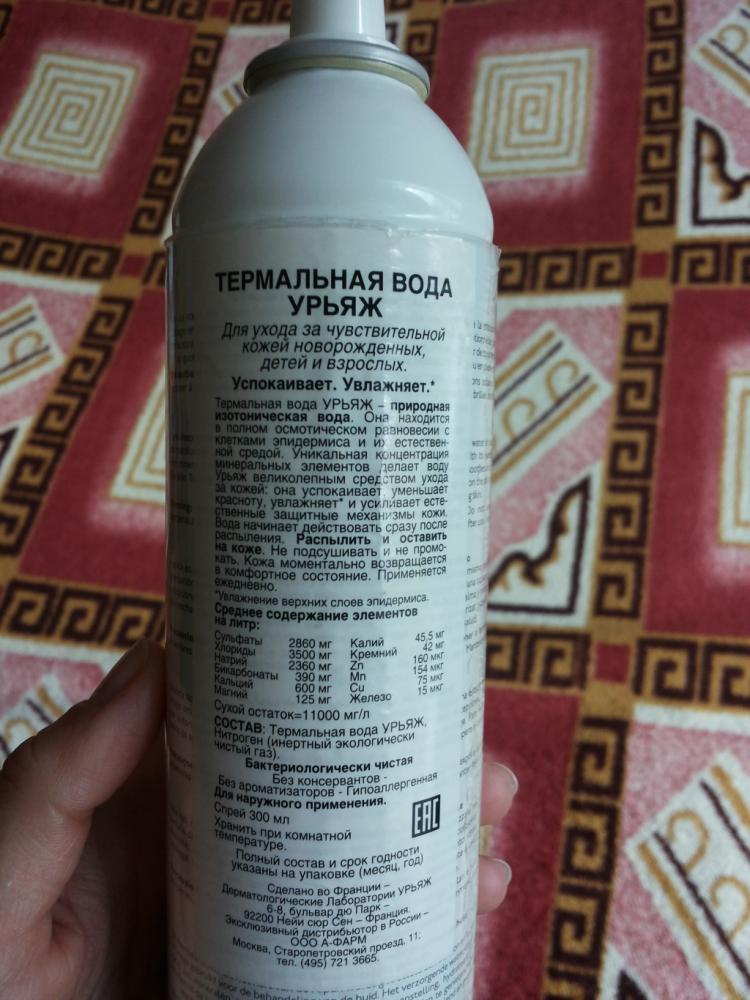 ТЕРМАЛЬНАЯ ВОДА
УРЬЯЖ
Для ухода за чувствительной
кожей новорожденных,
детей и взрослых.
Успокаивает. Увлажняет.*
Термальная вода УРЬЯЖ – природная
изотоническая вода. Она находится
в полном осмотическом равновесии с
клетками эпидермиса и их естествен-
ной средой. Уникальная концентрация
минеральных элементов делает воду
Урьяж великолепным средством ухода
за кожей: она успокаивает, уменьшает
красноту, увлажняет* и усиливает есте-
ственные защитные механизмы кожи.
Вода начинает действовать сразу после
распыления. Распылить и оставить
на коже. Не подсушивать и не промо-
кать. Кожа моментально возвращается
в комфортное состояние. Применяется
ежедневно.
*Увлажнение верхних слоев эпидермиса.
Среднее содержание элементов
на литр:
Сульфаты 2860 мг Калий 45,5 мг
Хлориды 3500 мг Кремний 42 мг
Натрий 2360 мг Zn 160 мкг
Бикарбонаты 390 мг Mn 154 мкг
Кальций 600 мг Cu 75 мкг
Магний 125 мг Железо 15 мкг
Сухой остаток=11000 мг/л
СОСТАВ: Термальная вода УРЬЯЖ,
Нитроген (инертный экологически
чистый газ).
Бактериологически чистая
Без консервантов -
Без ароматизаторов - Гипоаллергенная
Для наружного применения.
Спрей 300 мл
EAC
Хранить при комнатной
температуре.
Полный состав и срок годности
указаны на упаковке (месяц, год)
Сделано во Франции –
Дерматологические Лаборатории УРЬЯЖ
6-8, бульвар дю Парк –
92200 Нейи сюр Сен – Франция.
Эксклюзивный дистрибьютор в России –
ООО А-ФАРМ
Москва, Старопетровский проезд, 11;
тел. (495) 721 3665.